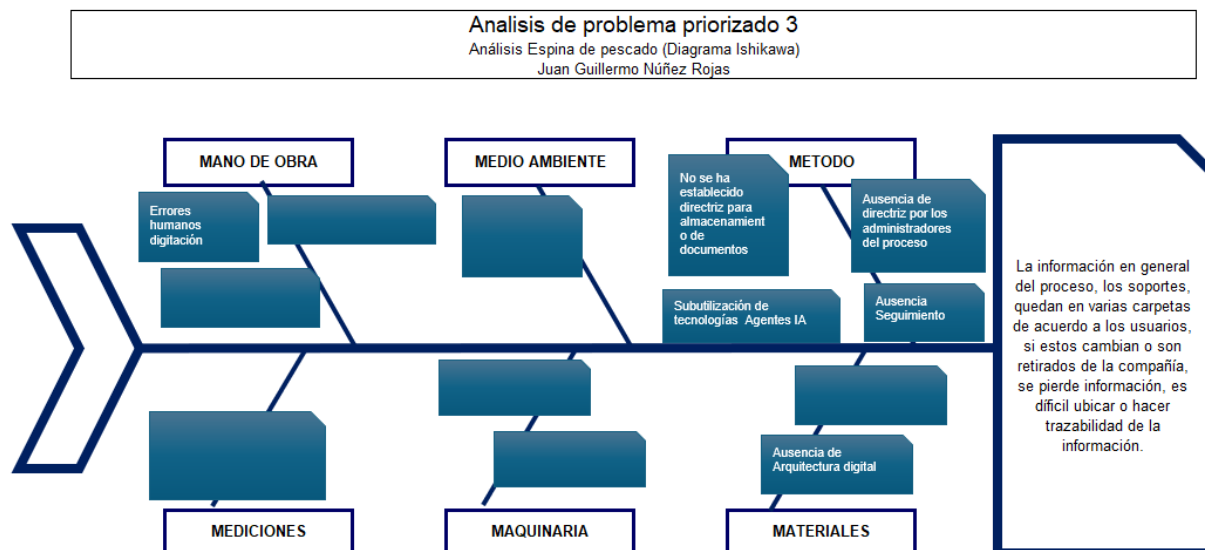 Analisis de problema priorizado 3
Análisis Espina de pescado (Diagrama Ishikawa)
Juan Guillermo Núñez Rojas
MANO DE OBRA
MEDIO AMBIENTE
METODO
Errores
humanos
digitación
No se ha
establecido
directriz para
almacenamient
o de
documentos
Ausencia de
directriz por los
administradores
del proceso
Subutilización de
tecnologías  Agentes IA
Ausencia
Seguimiento
La información en general
del proceso, los soportes,
quedan en varias carpetas
de acuerdo a los usuarios,
si estos cambian o son
retirados de la compañía,
se pierde información, es
díficil ubicar o hacer
trazabilidad de la
información.
Ausencia de
Arquitectura digital
MEDICIONES
MAQUINARIA
MATERIALES